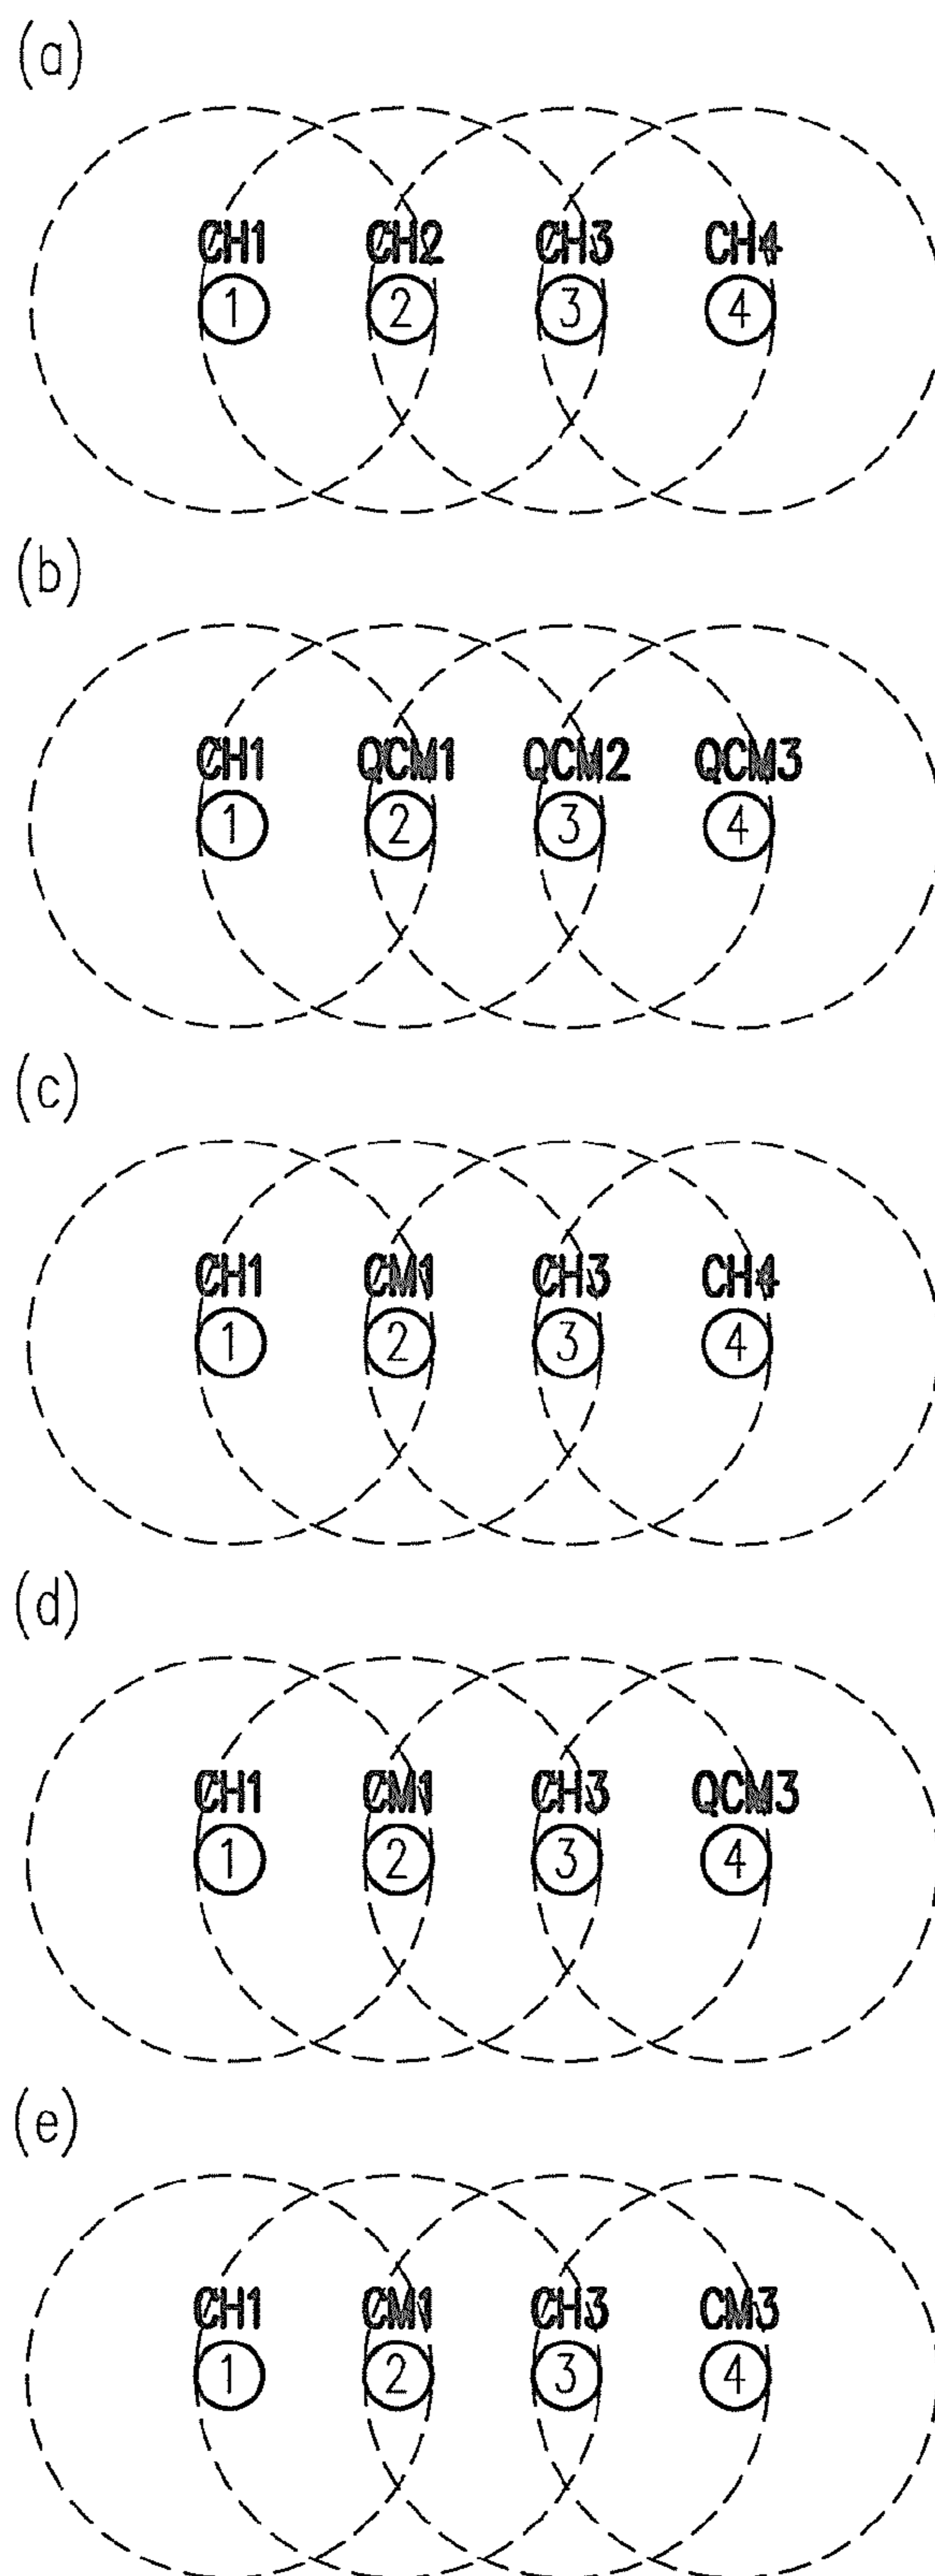 (a)
CH1 CH2 CH3 CH4
1 2 3 4
(b)
CH1 QCM1 QCM2 QCM3
1 2 3 4
(c)
CH1 CM1 CH3 CH4
1 2 3 4
(d)
CH1 CM1 CH3 QCM3
1 2 3 4
(e)
CH1 CM1 CH3 CM3
1 2 3 4